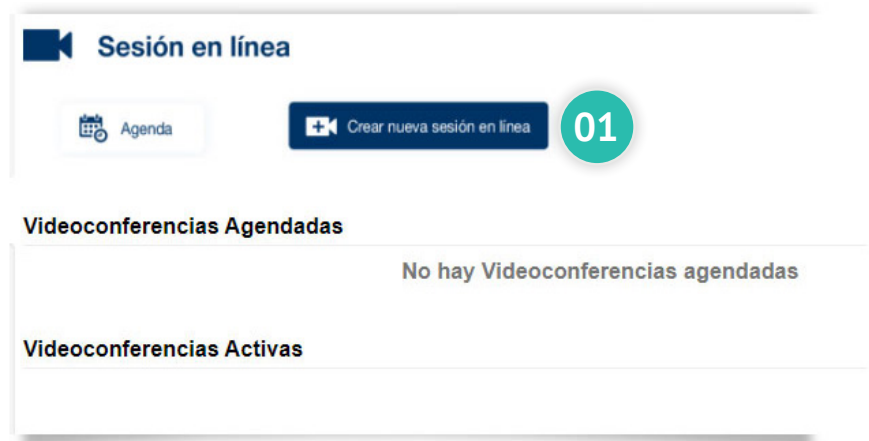 Sesión en línea
Agenda
Crear nueva sesión en línea
01
Videoconferencias Agendadas
No hay Videoconferencias agendadas
Videoconferencias Activas